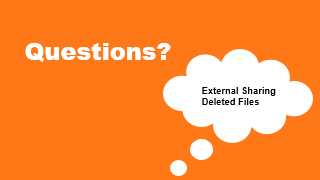 Questions?
External Sharing
Deleted Files